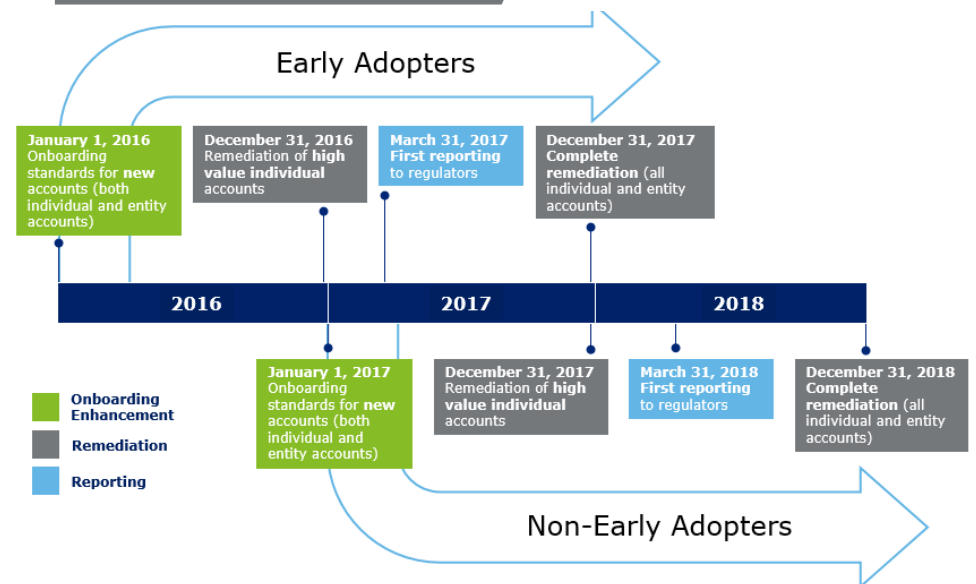 Early Adopters
January 1, 2016
Onboarding
standards for new
accounts (both
individual and entity
accounts)
December 31, 2016
Remediation of high
value individual
accounts
March 31, 2017
First reporting
to regulators
December 31, 2017
Complete
remediation (all
individual and entity
accounts)
2016
2017
2018
January 1, 2017
Onboarding
standards for new
accounts (both
individual and
entity accounts)
December 31, 2017
Remediation of high
value individual
accounts
March 31, 2018
First reporting
to regulators
December 31, 2018
Complete
remediation (all
individual and entity
accounts)
Onboarding
Enhancement
Remediation
Reporting
Non-Early Adopters